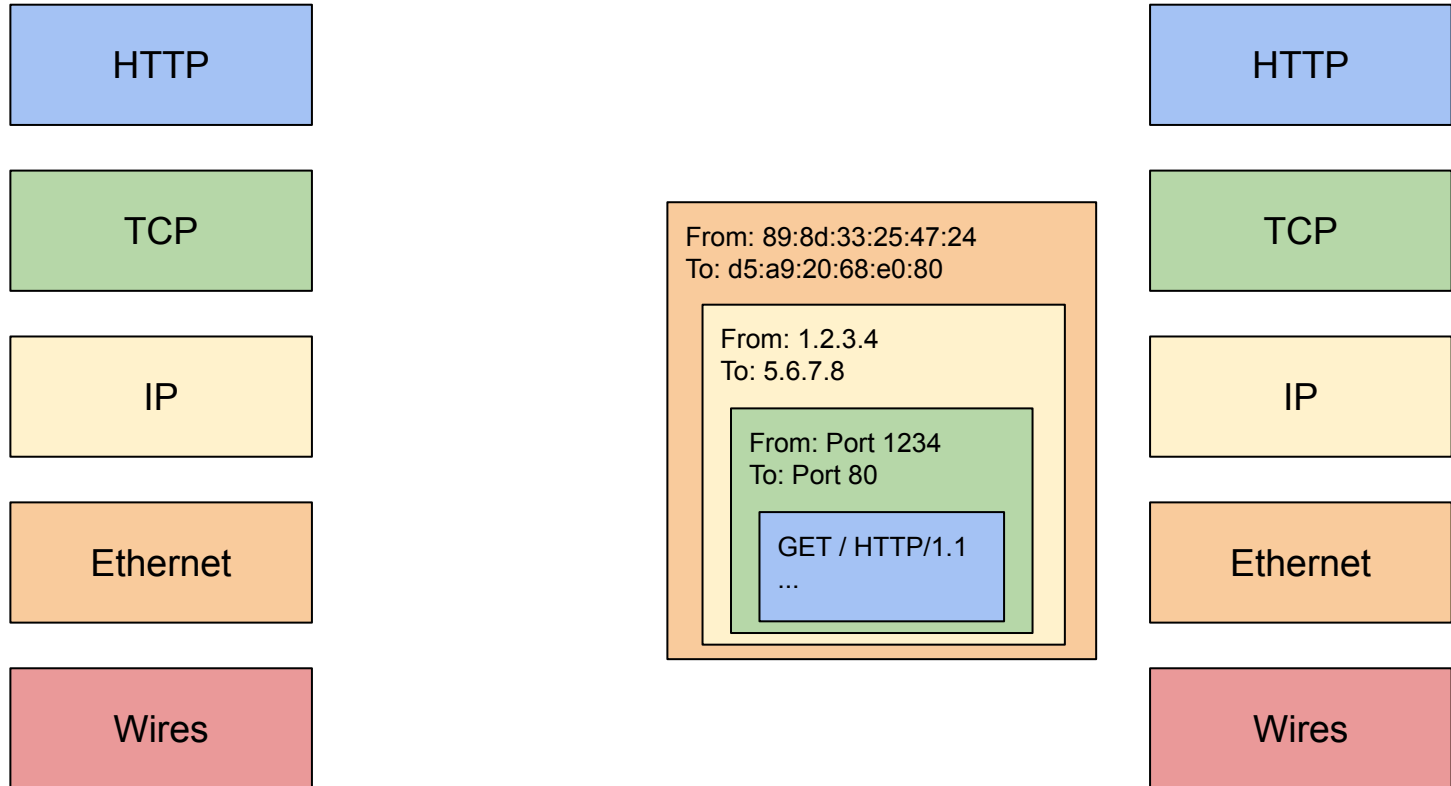 HTTP
TCP
IP
Ethernet
Wires
From: 89:8d:33:25:47:24
To: d5:a9:20:68:e0:80
From: 1.2.3.4
To: 5.6.7.8
From: Port 1234
To: Port 80
GET / HTTP/1.1
...
HTTP
TCP
IP
Ethernet
Wires